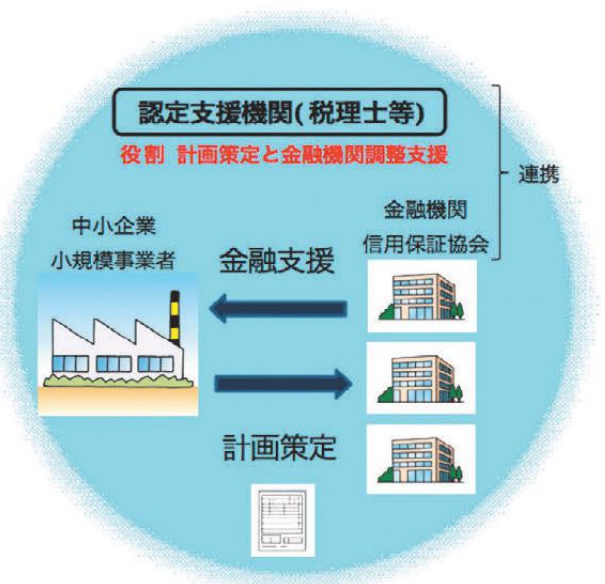 認定支援機関(税理士等)
役割 計画策定と金融機関調整支援
連携
中小企業
小規模事業者
金融支援
金融機関
信用保証協会
計画策定